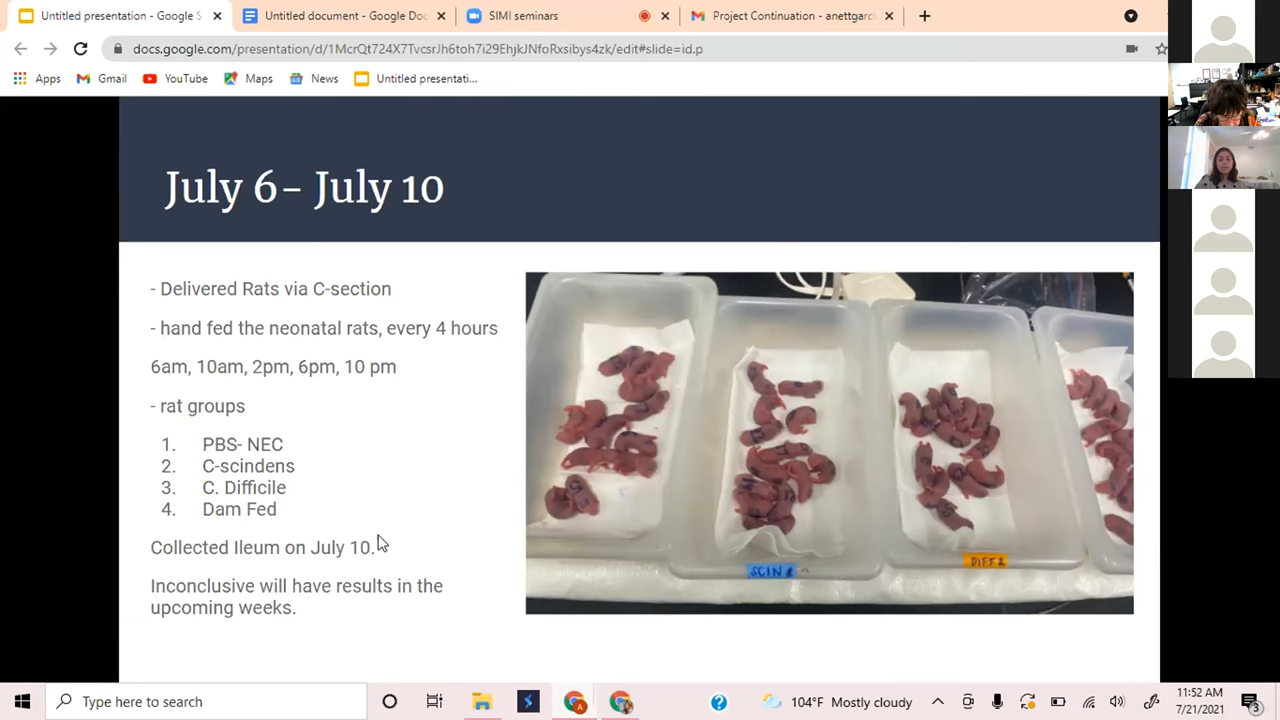 Untitled presentation - Google S
Untitled document - Google Doc
SIMI seminars
Project Continuation - anettgarck
docs.google.com/presentation/d/1McrQt724X7TvcsrJh6toh7i29EhjkJNfoRxsibys4zk/edit#slide=id.p
Apps
Gmail
YouTube
Maps
News
Untitled presentati...
July 6– July 10
- Delivered Rats via C-section
- hand fed the neonatal rats, every 4 hours
6am, 10am, 2pm, 6pm, 10 pm
- rat groups
1. PBS- NEC
2. C-scindens
3. C. Difficile
4. Dam Fed
Collected Ileum on July 10.
Inconclusive will have results in the
upcoming weeks.
SCIN
DIFF
Type here to search
104°F Mostly cloudy
11:52 AM
7/21/2021
3